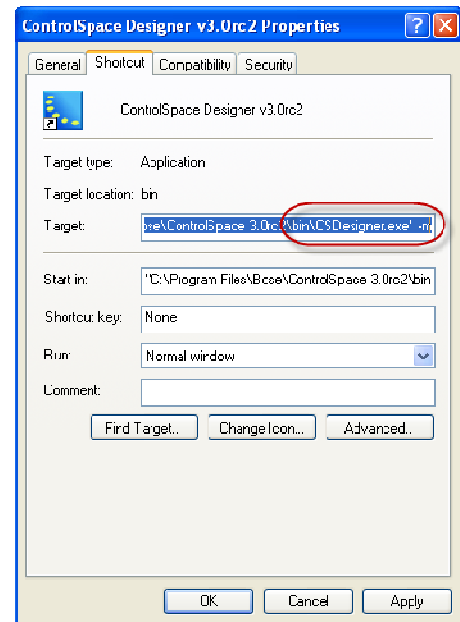 ControlSpace Designer v3.0rc2 Properties
General Shortcut Compatibility Security
ControlSpace Designer v3.0rc2
Target type: Application
Target location: bin
Target: ose\ControlSpace 3.0rc2\bin\CSDesigner.exe" -m
Start in: "C:\Program Files\Bose\ControlSpace 3.0rc2\bin
Shortcut key: None
Run: Normal window
Comment:
Find Target... Change Icon... Advanced...
OK Cancel Apply